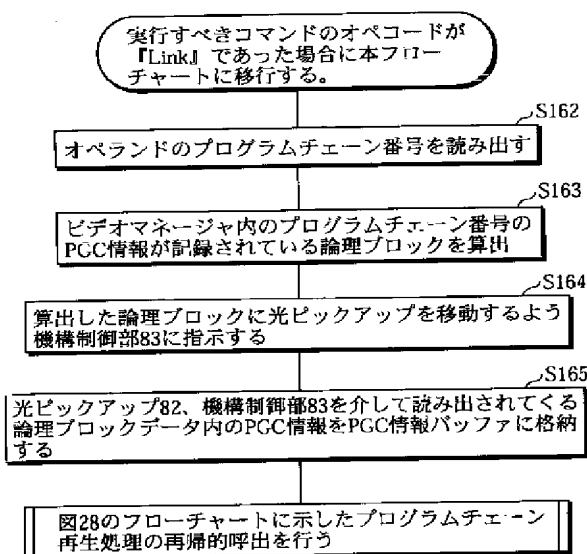 実行すべきコマンドのオペコードが
『Link』であった場合に本フロー
チャートに移行する。
S162
オペランドのプログラムチェーン番号を読み出す
S163
ビデオマネージャ内のプログラムチェーン番号の
PGC情報が記録されている論理ブロックを算出
S164
算出した論理ブロックに光ピックアップを移動するよう
機構制御部83に指示する
S165
光ピックアップ82、機構制御部83を介して読み出されてくる
論理ブロックデータ内のPGC情報をPGC情報バッファに格納
する
図28のフローチャートに示したプログラムチェーン
再生処理の再帰的呼出を行う